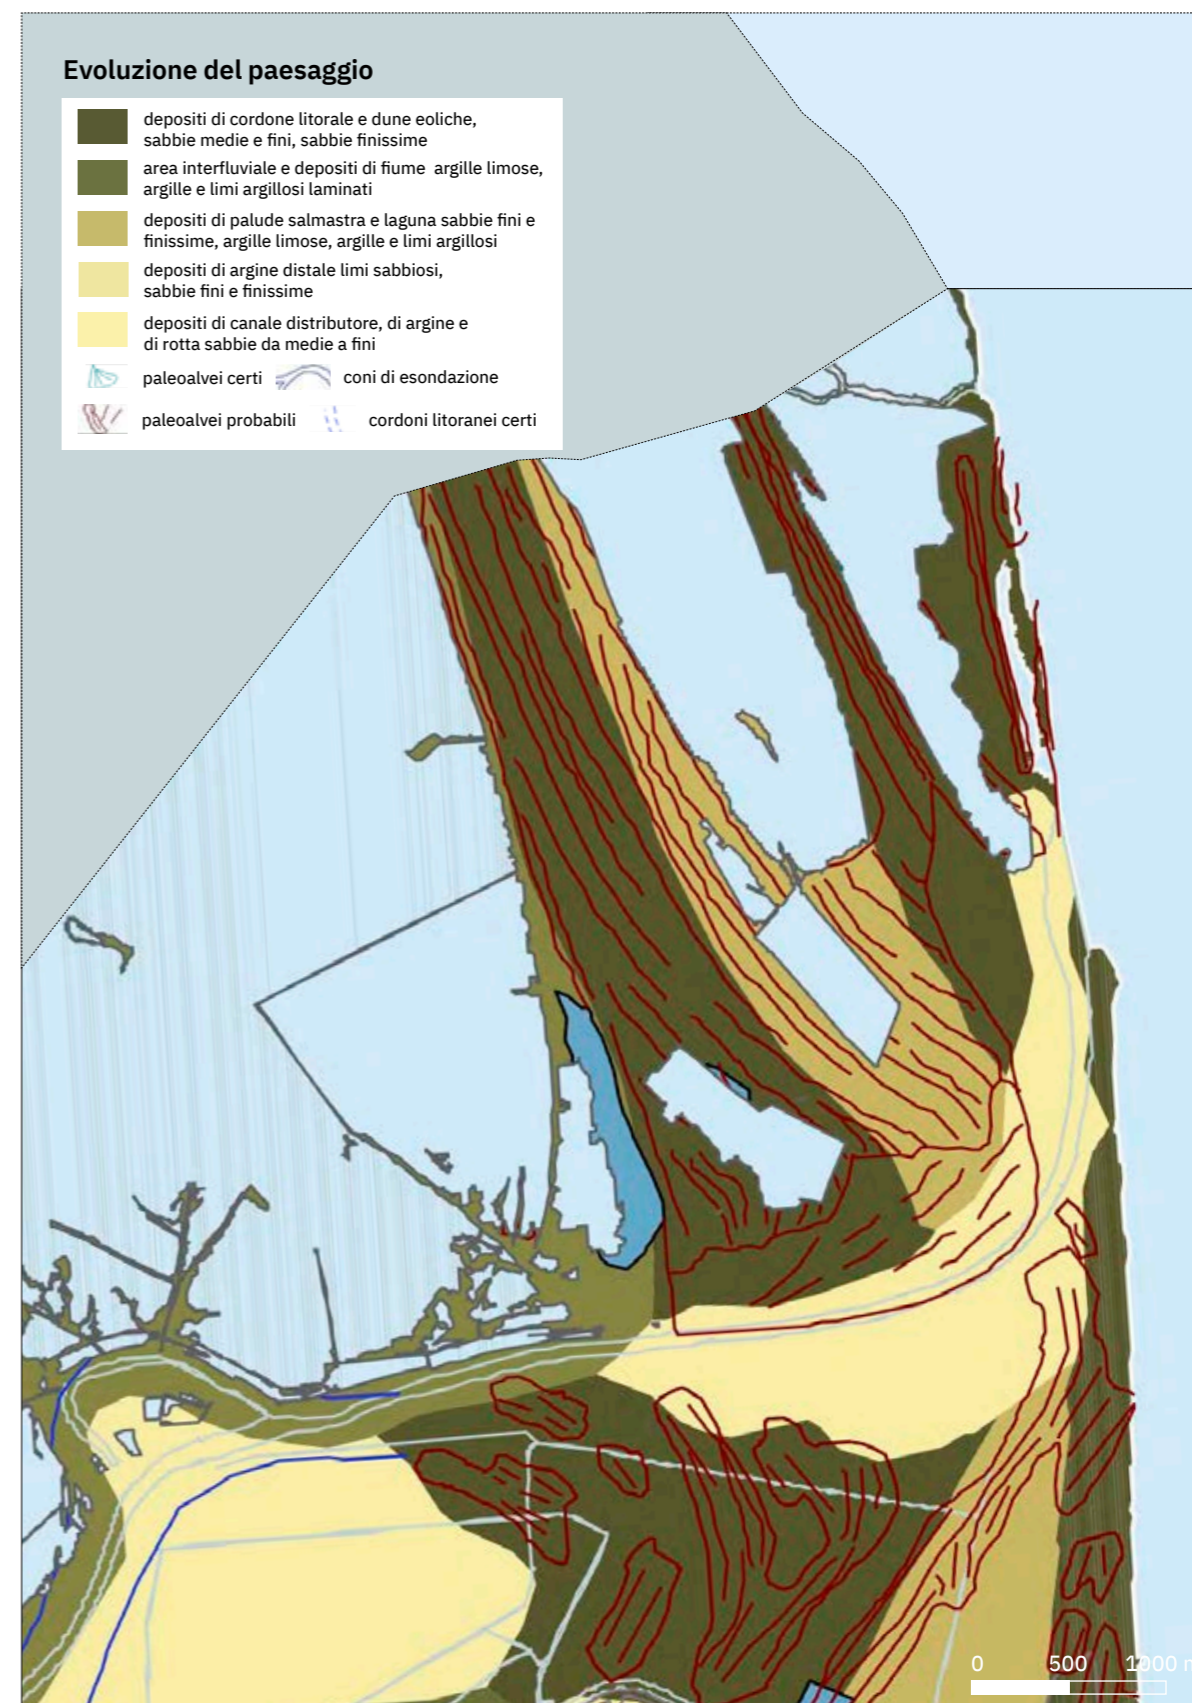 Evoluzione del paesaggio
depositi di cordone litorale e dune eoliche,
sabbie medie e fini, sabbie finissime
area interfluviale e depositi di fiume  argille limose,
argille e limi argillosi laminati
depositi di palude salmastra e laguna sabbie fini e
finissime, argille limose, argille e limi argillosi
depositi di argine distale limi sabbiosi,
sabbie fini e finissime
depositi di canale distributore, di argine e
di rotta sabbie da medie a fini
paleoalvei certi
coni di esondazione
paleoalvei probabili
cordoni litoranei certi
0 500 1000 m